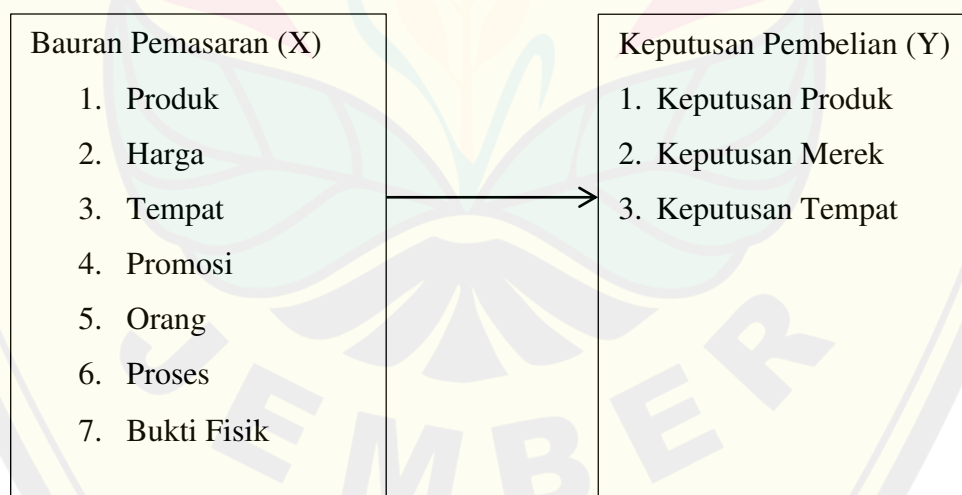 Bauran Pemasaran (X)
1. Produk
2. Harga
3. Tempat
4. Promosi
5. Orang
6. Proses
7. Bukti Fisik
Keputusan Pembelian (Y)
1. Keputusan Produk
2. Keputusan Merek
3. Keputusan Tempat
JEMBER